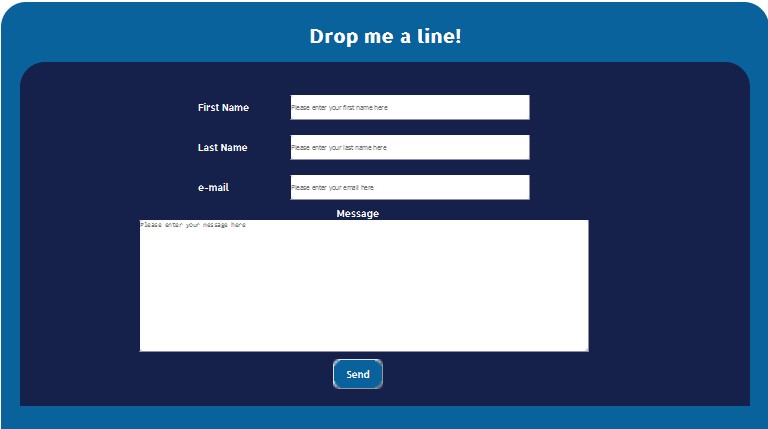 Drop me a line!
First Name
Please enter your first name here
Last Name
Please enter your last name here
e-mail
Please enter your email here
Message
Please enter your message here
Send